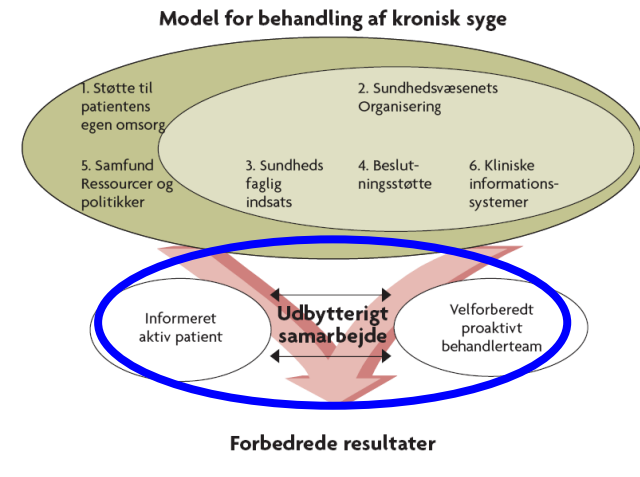 Model for behandling af kronisk syge
1. Støtte til
patientens
egen omsorg
2. Sundhedsvæsenets
Organisering
5. Samfund
Ressourcer og
politikker
3. Sundheds
faglig
indsats
4. Beslut-
ningsstøtte
6. Kliniske
informations-
systemer
Informeret
aktiv patient
Udbytterigt
samarbejde
Velforberedt
proaktivt
behandlerteam
Forbedrede resultater